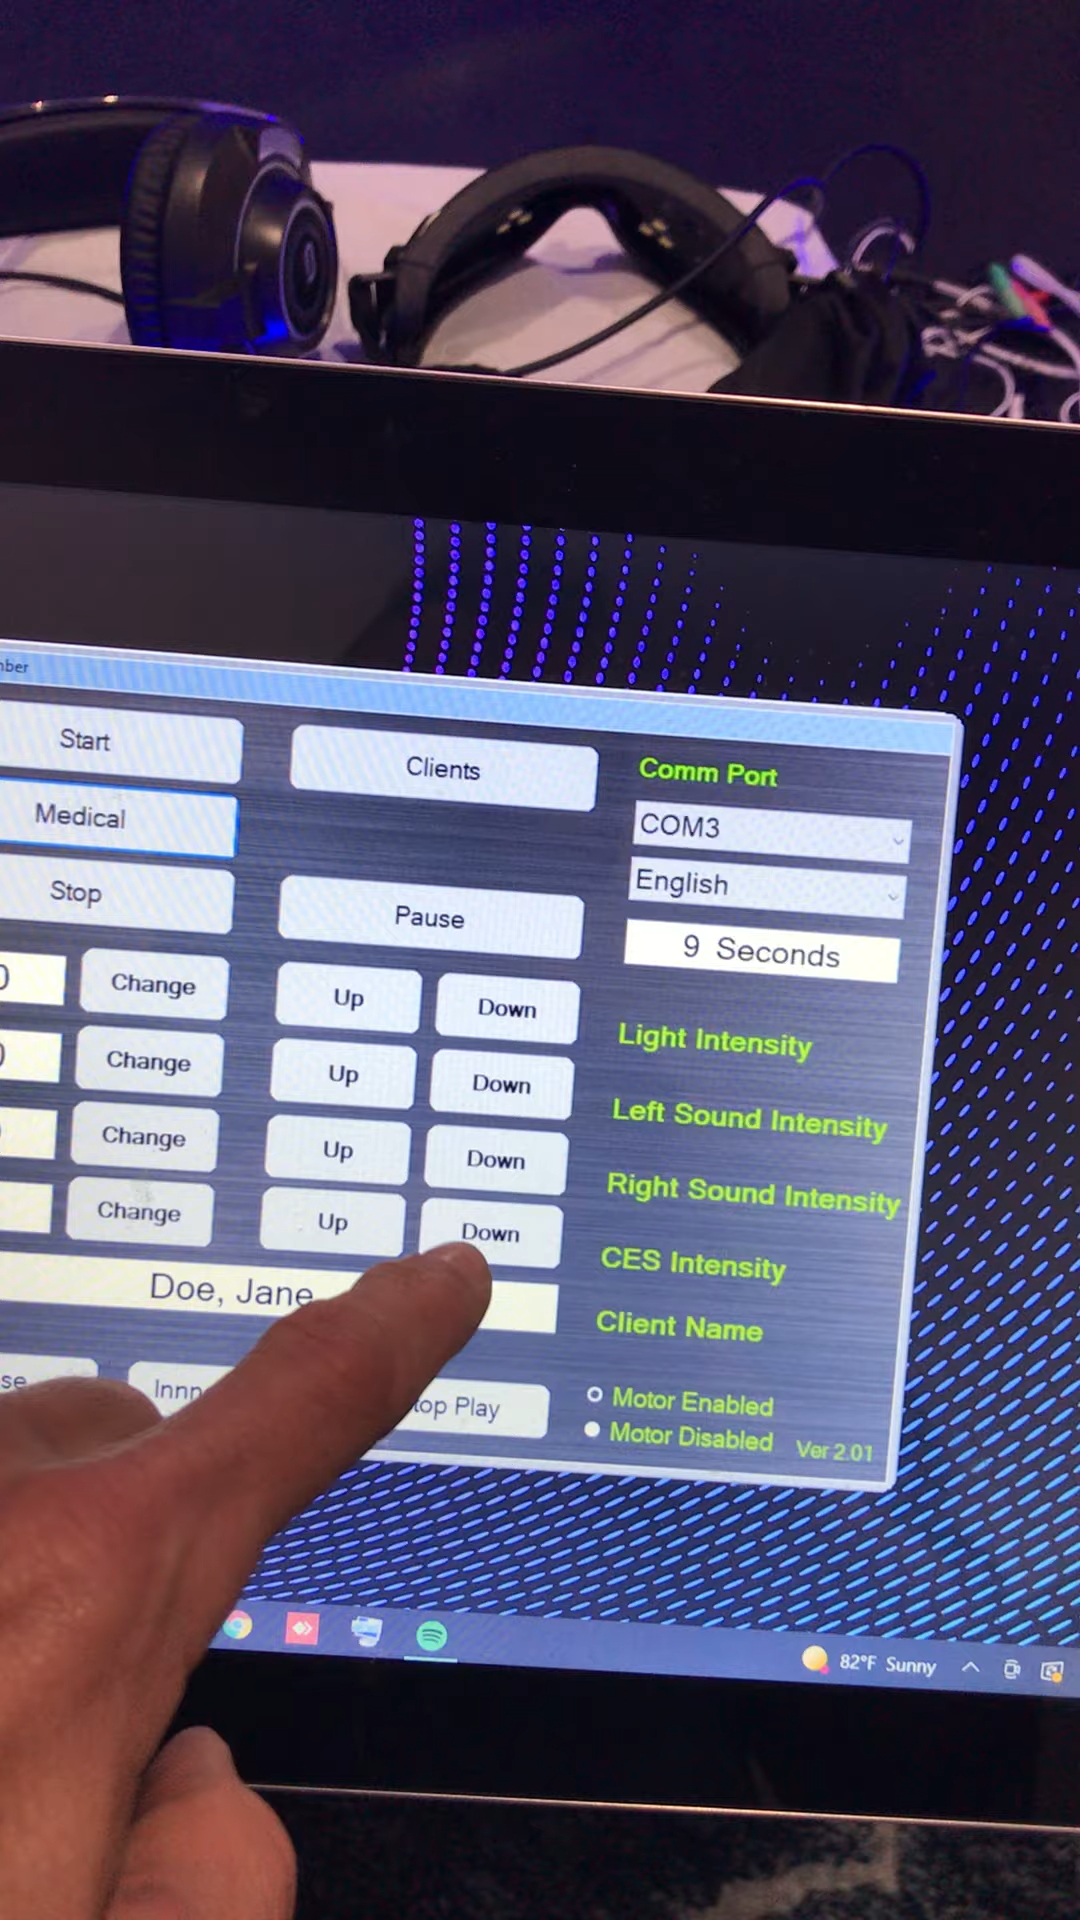 Start
Clients
Comm Port
Medical
COM3
English
Stop
Pause
9 Seconds
Change
Up
Down
Light Intensity
Change
Up
Down
Left Sound Intensity
Change
Up
Down
Right Sound Intensity
Change
Up
Down
CES Intensity
Doe, Jane
Client Name
Motor Enabled
Motor Disabled
Ver 2.01
82°F Sunny